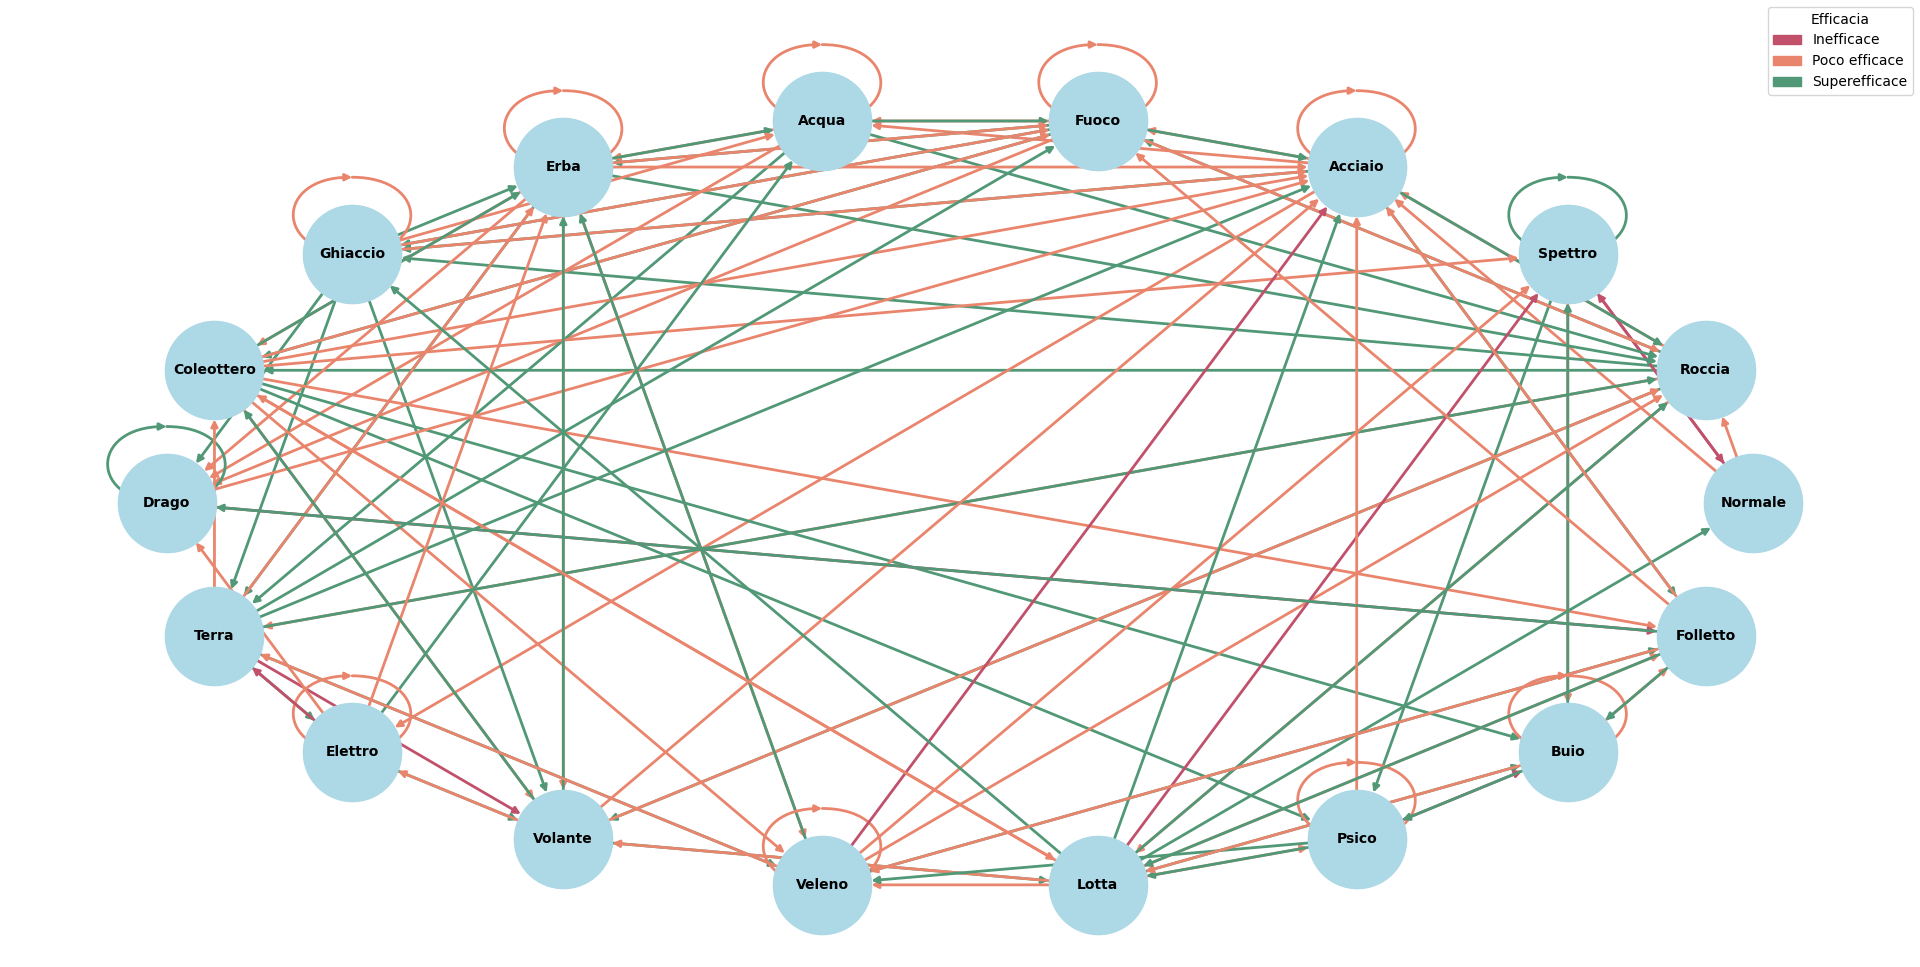 Efficacia
Inefficace
Poco efficace
Superefficace
Acqua
Fuoco
Erba
Acciaio
Ghiaccio
Spettro
Coleottero
Roccia
Drago
Normale
Terra
Folletto
Elettro
Buio
Volante
Psico
Veleno
Lotta